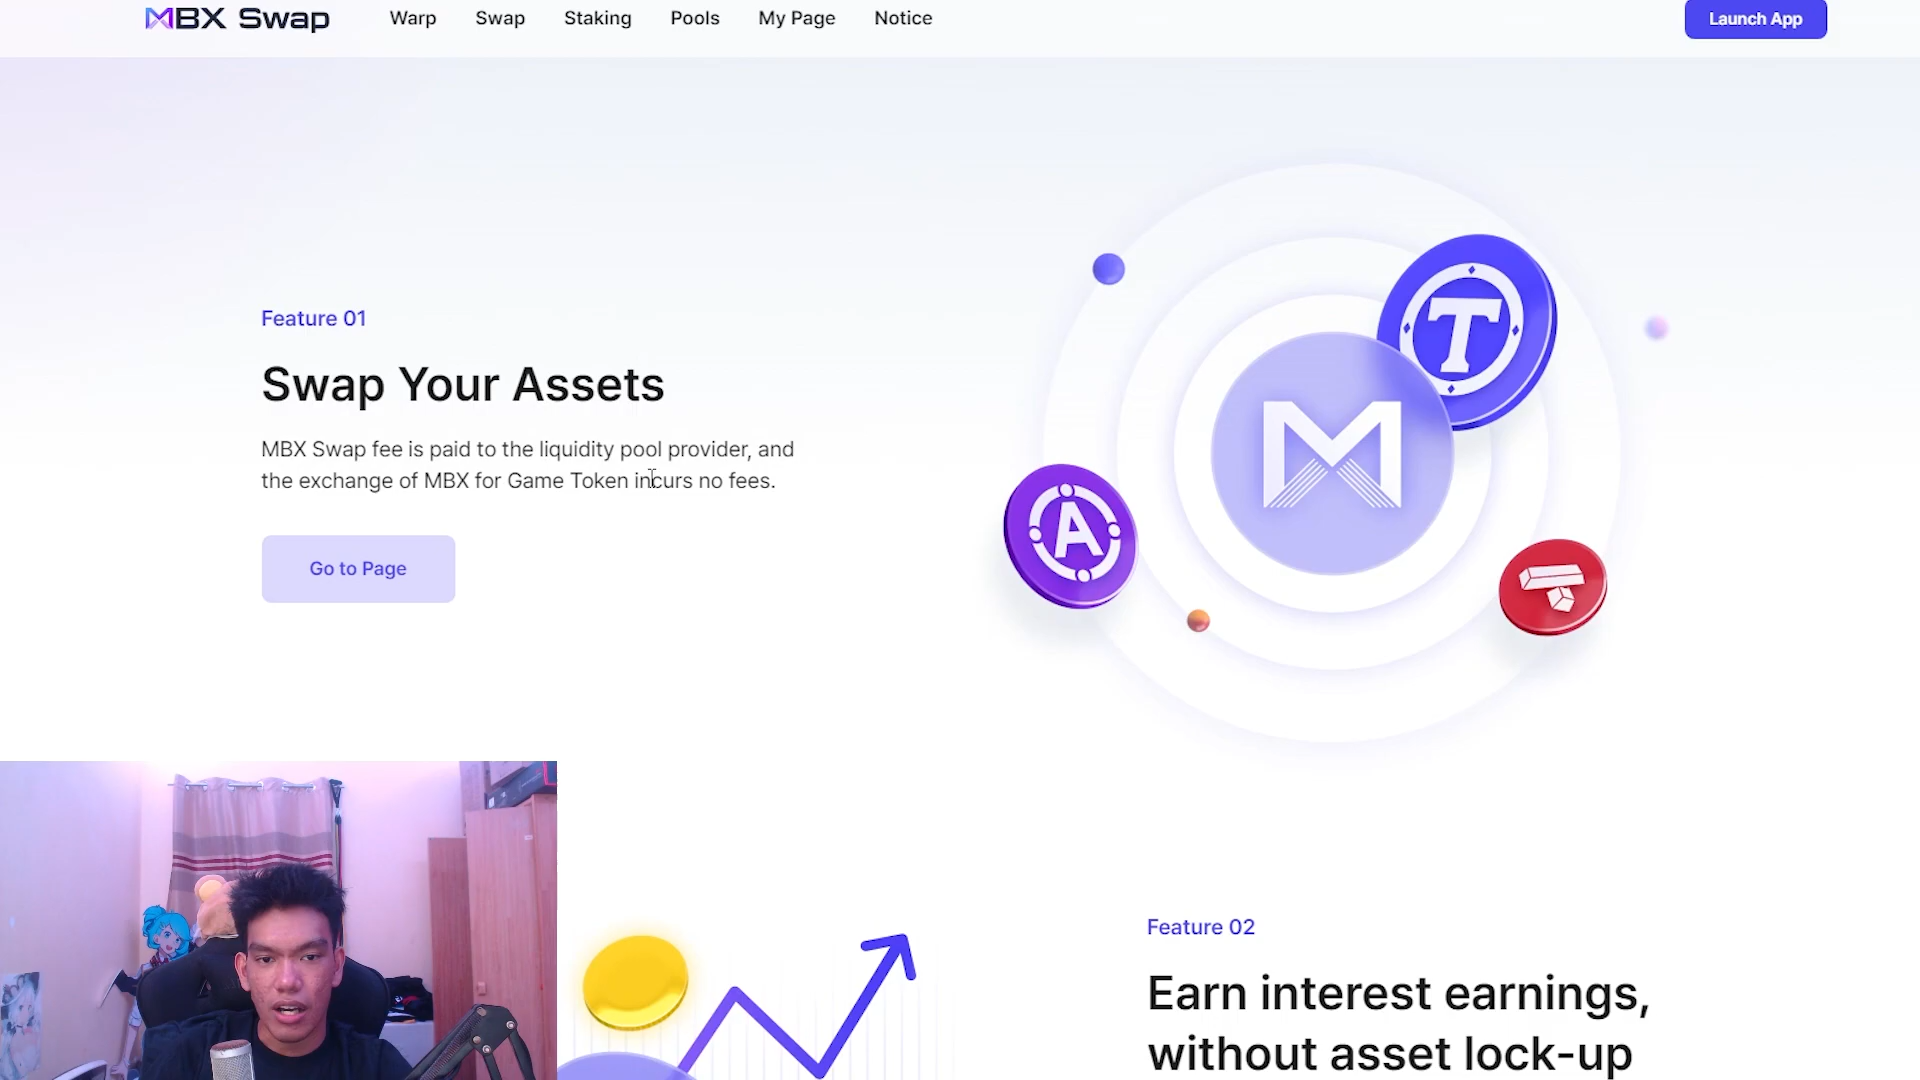 MBX Swap
Warp
Swap
Staking
Pools
My Page
Notice
Launch App
Feature 01
Swap Your Assets
MBX Swap fee is paid to the liquidity pool provider, and
the exchange of MBX for Game Token incurs no fees.
Go to Page
T
M
A
Feature 02
Earn interest earnings,
without asset lock-up